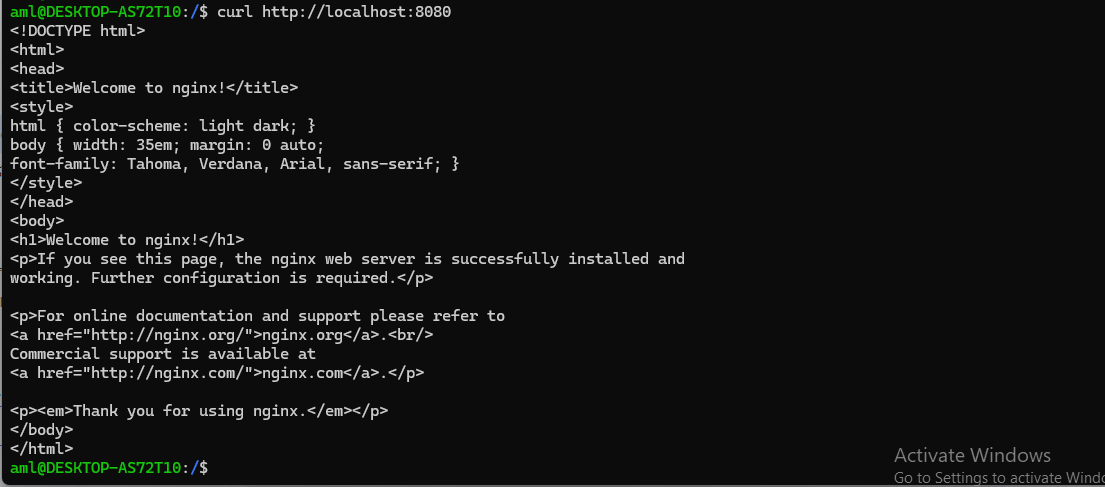 aml@DESKTOP-AS72T10:/$ curl http://localhost:8080
<!DOCTYPE html>
<html>
<head>
<title>Welcome to nginx!</title>
<style>
html { color-scheme: light dark; }
body { width: 35em; margin: 0 auto;
font-family: Tahoma, Verdana, Arial, sans-serif; }
</style>
</head>
<body>
<h1>Welcome to nginx!</h1>
<p>If you see this page, the nginx web server is successfully installed and
working. Further configuration is required.</p>

<p>For online documentation and support please refer to
<a href="http://nginx.org/">nginx.org</a>.<br/>
Commercial support is available at
<a href="http://nginx.com/">nginx.com</a>.</p>

<p><em>Thank you for using nginx.</em></p>
</body>
</html>
aml@DESKTOP-AS72T10:/$
Activate Windows
Go to Settings to activate Windo